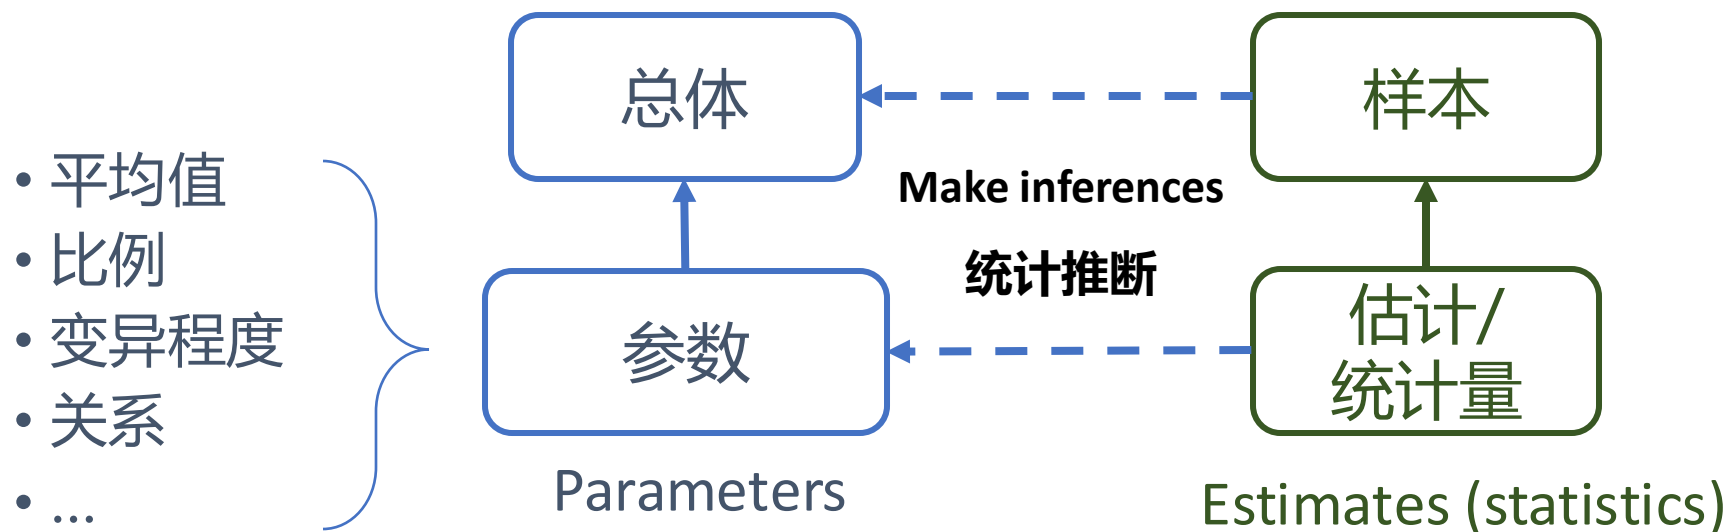 总体
样本
• 平均值
• 比例
• 变异程度
• 关系
• ...
Make inferences
统计推断
参数
估计/
统计量
Parameters
Estimates (statistics)